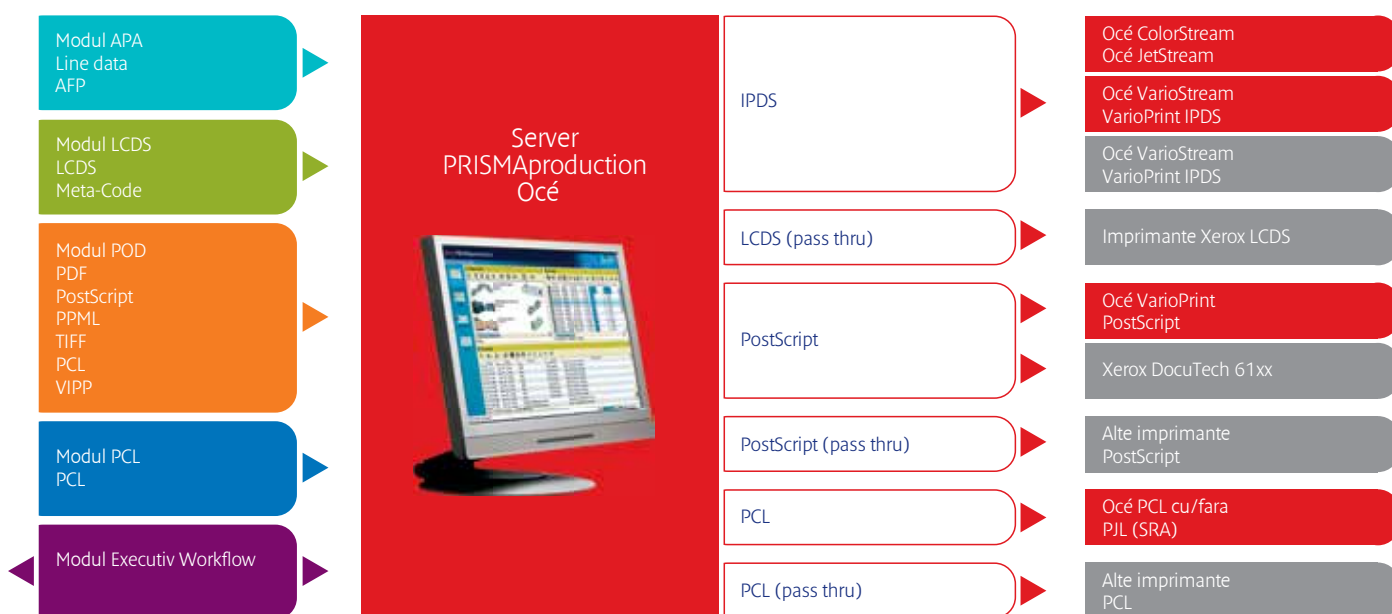 Modul APA
Line data
AFP
Modul LCDS
LCDS
Meta-Code
Modul POD
PDF
PostScript
PPML
TIFF
PCL
VIPP
Modul PCL
PCL
Modul Executiv Workflow
Server
PRISMAproduction
Océ
IPDS
LCDS (pass thru)
PostScript
PostScript (pass thru)
PCL
PCL (pass thru)
Océ ColorStream
Océ JetStream
Océ VarioStream
VarioPrint IPDS
Océ VarioStream
VarioPrint IPDS
Imprimante Xerox LCDS
Océ VarioPrint
PostScript
Xerox DocuTech 61xx
Alte imprimante
PostScript
Océ PCL cu/fara
PJL (SRA)
Alte imprimante
PCL